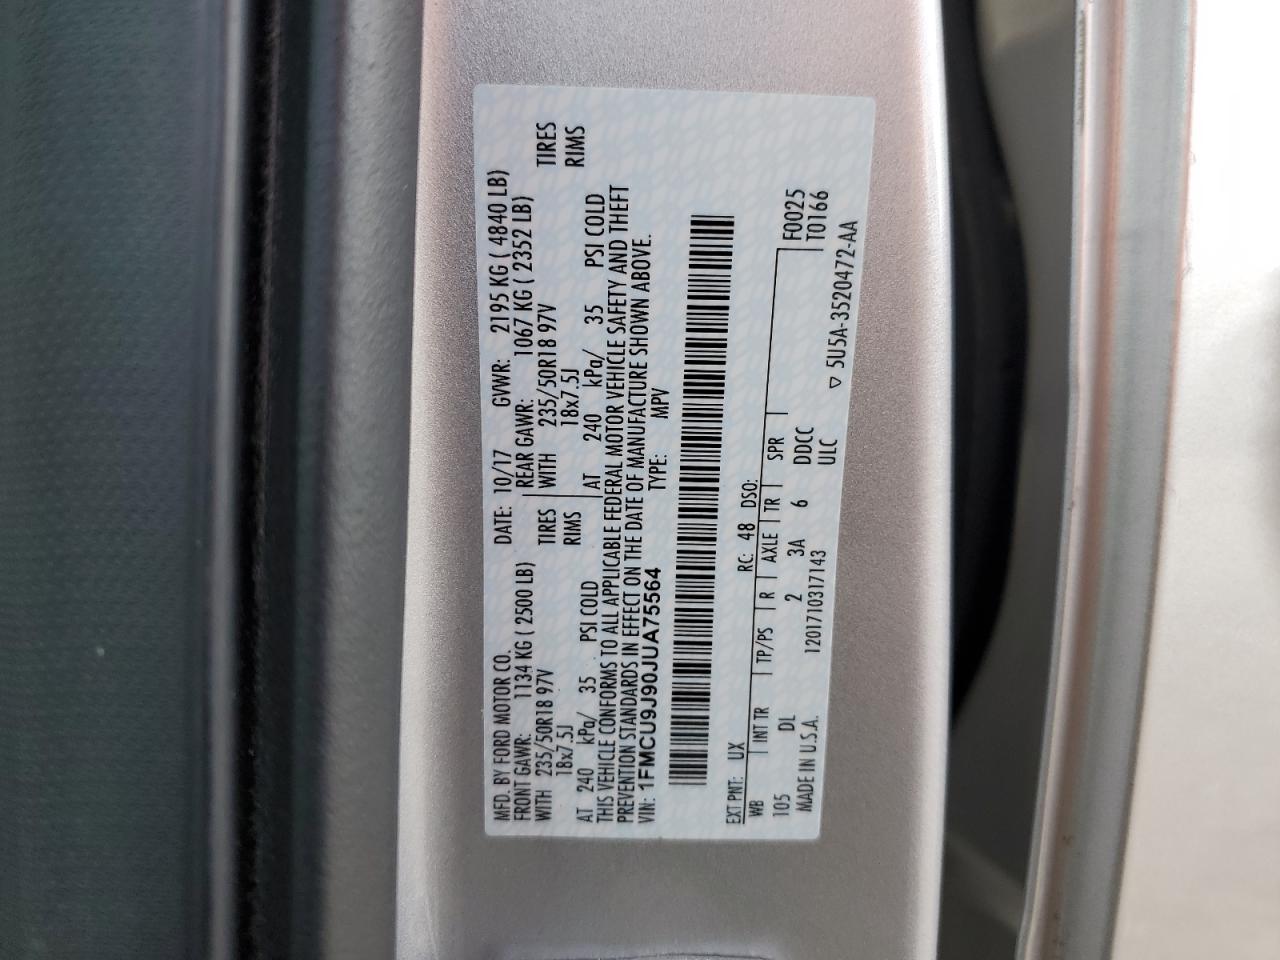 MFD. BY FORD MOTOR CO. DATE: 10/17 GVWR: 2195 KG ( 4840 LB)
FRONT GAWR: 1134 KG ( 2500 LB) REAR GAWR: 1067 KG ( 2352 LB)
WITH 235/50R18 97V TIRES WITH 235/50R18 97V TIRES
18x7.5J RIMS 18x7.5J RIMS
AT 240 kPa/ 35 PSI COLD AT 240 kPa/ 35 PSI COLD
THIS VEHICLE CONFORMS TO ALL APPLICABLE FEDERAL MOTOR VEHICLE SAFETY AND THEFT
PREVENTION STANDARDS IN EFFECT ON THE DATE OF MANUFACTURE SHOWN ABOVE.
VIN: 1FMCU9J90JUA75564 TYPE: MPV
EXT PNT: UX RC: 48 DSO:
WB INT TR TP/PS R AXLE TR SPR F0025
105 DL 2 3A 6 DDCC T0166
MADE IN U.S.A. 1201710317143 ULC ▽ 5U5A-3520472-AA